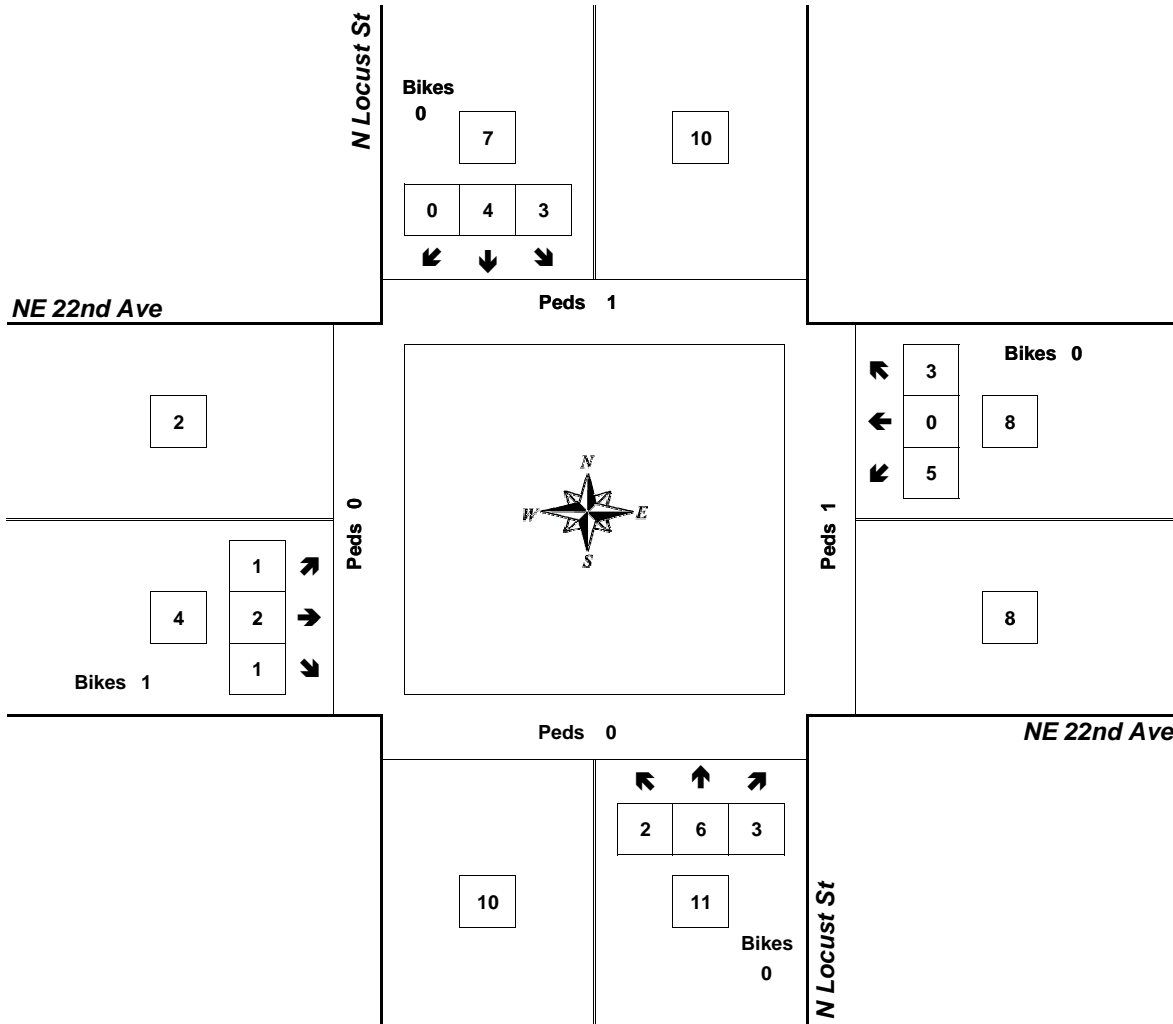 N Locust St
Bikes
0
7
10
0 4 3
NE 22nd Ave
Peds 1
3
Bikes 0
2
0
8
5
N
W E
S
Peds 0
Peds 1
1
4
2
8
1
Bikes 1
Peds 0
NE 22nd Ave
2 6 3
10
11
Bikes
0
N Locust St